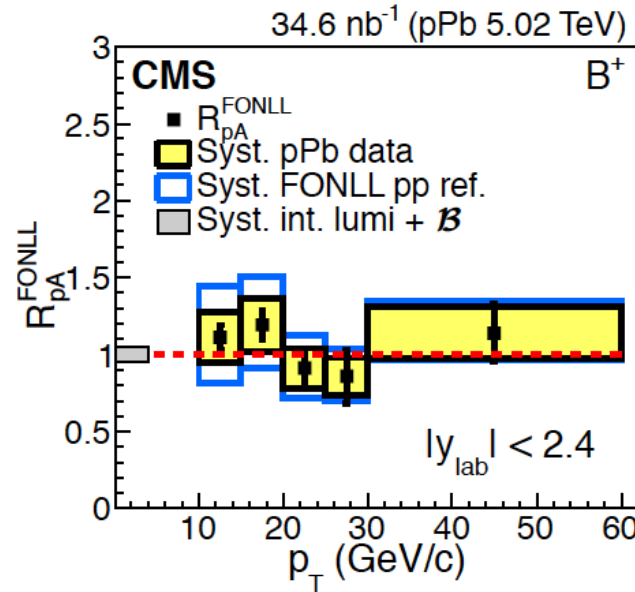 34.6 nb⁻¹ (pPb 5.02 TeV)
CMS B⁺
R_pA^FONLL
Syst. pPb data
Syst. FONLL pp ref.
Syst. int. lumi + ℬ
|y_lab| < 2.4
R_pA^FONLL
3
2.5
2
1.5
1
0.5
0
10 20 30 40 50 60
p_T (GeV/c)